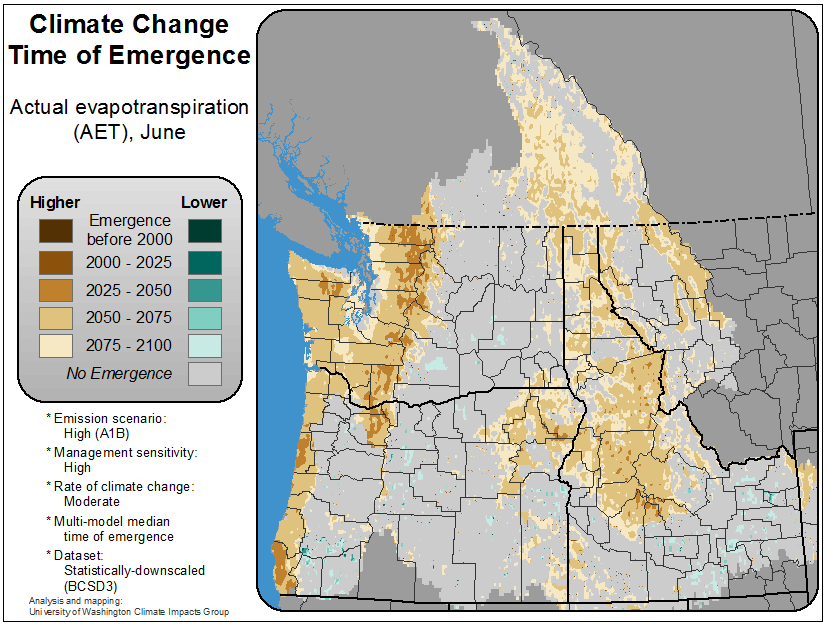 Climate Change
Time of Emergence
Actual evapotranspiration
(AET), June
Higher Lower
Emergence
before 2000
2000 - 2025
2025 - 2050
2050 - 2075
2075 - 2100
No Emergence
* Emission scenario:
High (A1B)
* Management sensitivity:
High
* Rate of climate change:
Moderate
* Multi-model median
time of emergence
* Dataset:
Statistically-downscaled
(BCSD3)
Analysis and mapping:
University of Washington Climate Impacts Group